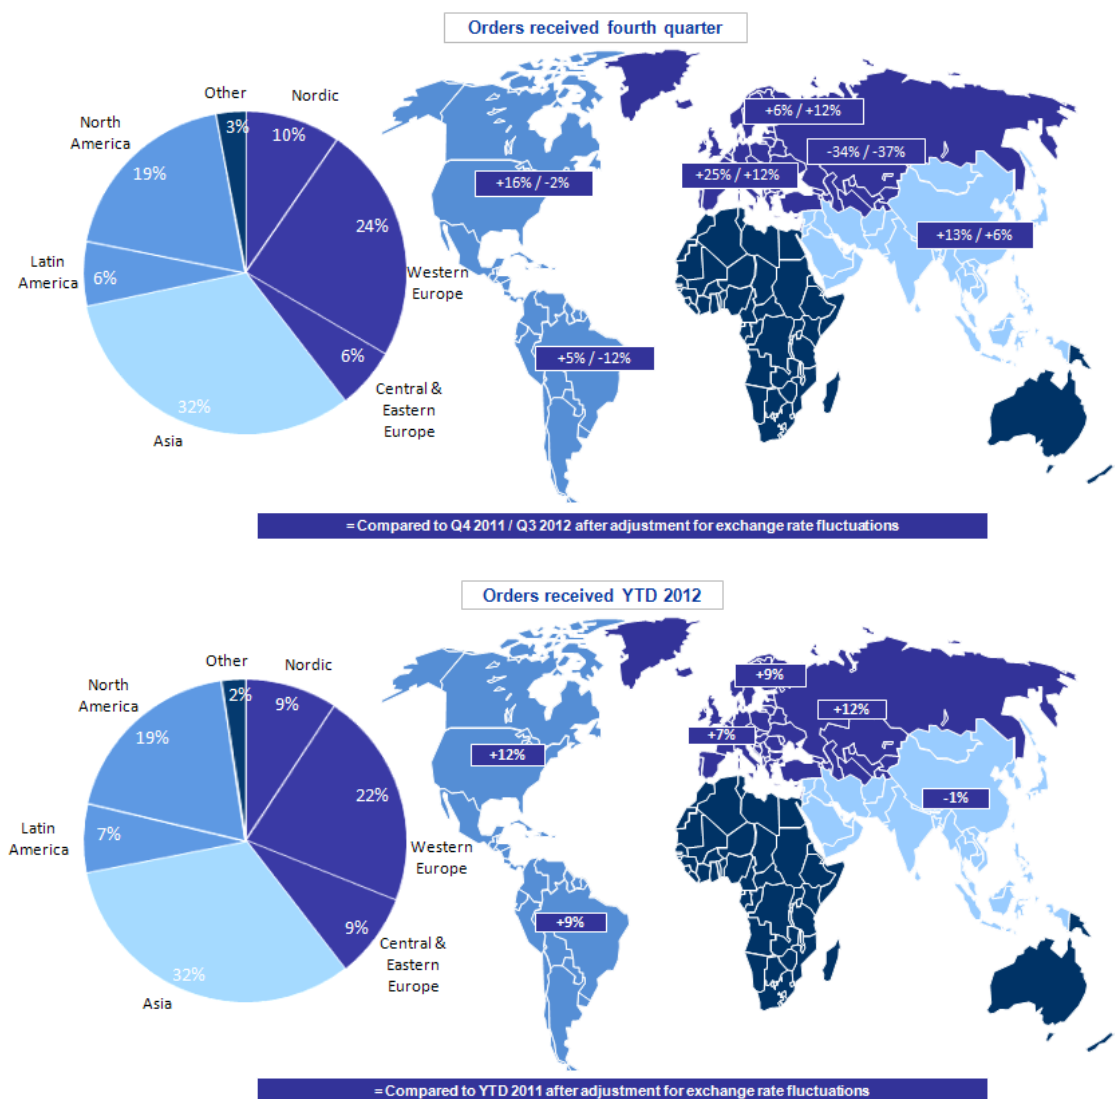 Orders received fourth quarter
Other
Nordic
North
America
3%
10%
19%
24%
Latin
America
6%
Western
Europe
6%
32%
Asia
Central &
Eastern
Europe
+6% / +12%
-34% / -37%
+16% / -2%
+25% / +12%
+13% / +6%
+5% / -12%
= Compared to Q4 2011 / Q3 2012 after adjustment for exchange rate fluctuations
Orders received YTD 2012
Other
Nordic
North
America
2%
9%
19%
22%
Latin
America
7%
Western
Europe
9%
32%
Asia
Central &
Eastern
Europe
+9%
+12%
+7%
+12%
-1%
+9%
= Compared to YTD 2011 after adjustment for exchange rate fluctuations